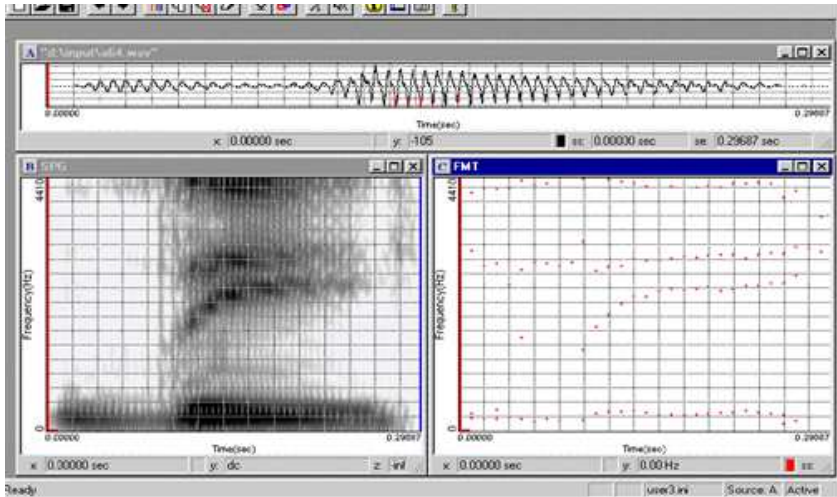 A "d:\input\a64.wav"
0.00000 0.29687
Time(sec)
x: 0.00000 sec y: -105 ss: 0.00000 sec se: 0.29687 sec
B SPG
4410
Frequency(Hz)
0
0.00000 0.29687
Time(sec)
x: 0.00000 sec y: dc z: -inf
C FMT
4410
Frequency(Hz)
0
0.00000 0.29687
Time(sec)
x: 0.00000 sec y: 0.00 Hz ss:
Ready user3.ini Source: A Active